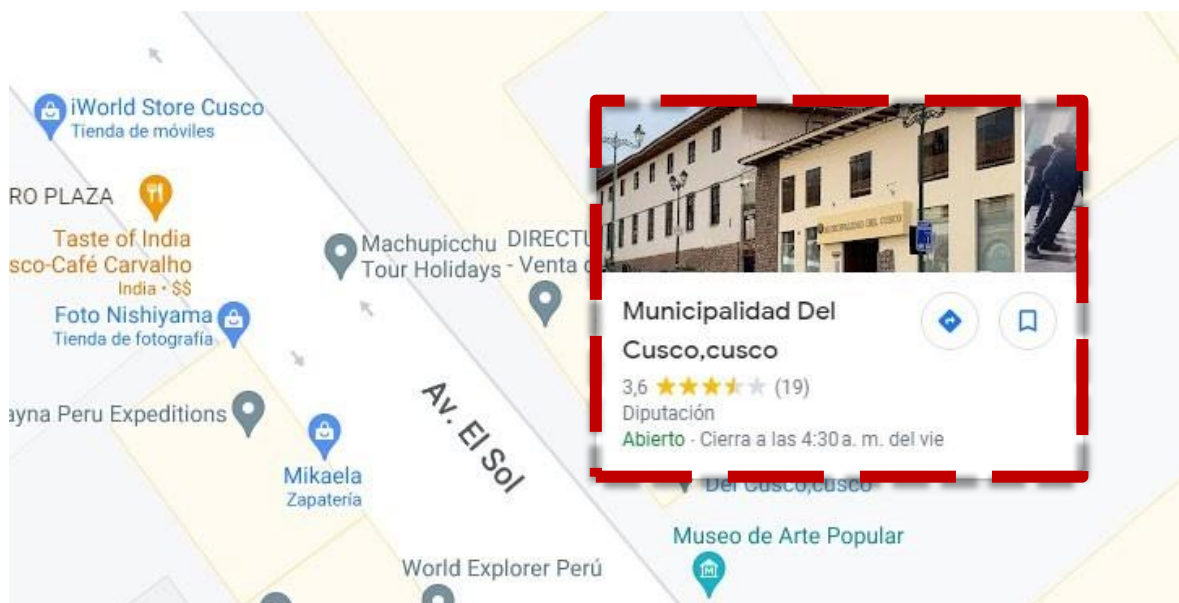 iWorld Store Cusco
Tienda de móviles
RO PLAZA
Taste of India
sco-Café Carvalho
India · $$
Foto Nishiyama
Tienda de fotografía
ayna Peru Expeditions
Mikaela
Zapatería
Machupicchu
Tour Holidays
DIRECTU
- Venta d
Av. El Sol
World Explorer Perú
MUNICIPALIDAD DEL CUSCO
Municipalidad Del
Cusco,cusco
3,6 (19)
Diputación
Abierto · Cierra a las 4:30 a. m. del vie
Del Cusco,cusco
Museo de Arte Popular